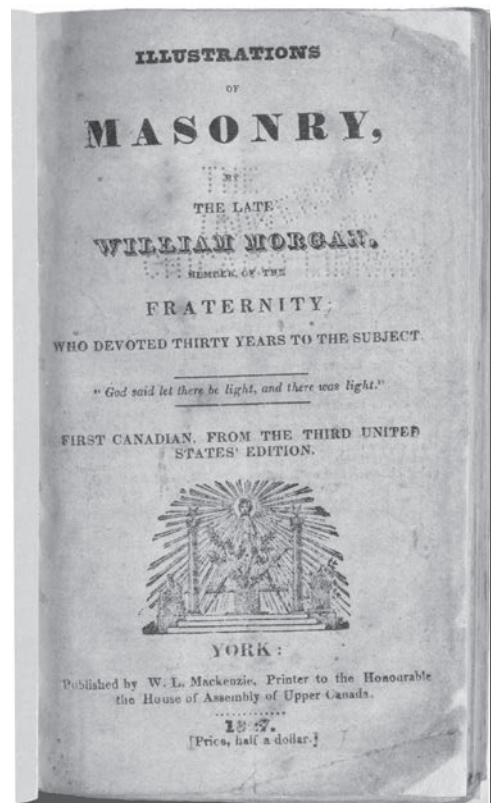 ILLUSTRATIONS
OF
MASONRY,
BY
THE LATE
WILLIAM MORGAN.
MEMBER OF THE
FRATERNITY;
WHO DEVOTED THIRTY YEARS TO THE SUBJECT.
"God said let there be light, and there was light."
FIRST CANADIAN, FROM THE THIRD UNITED
STATES' EDITION.
YORK:
Published by W. L. Mackenzie, Printer to the Honourable
the House of Assembly of Upper Canada.
[Price, half a dollar.]